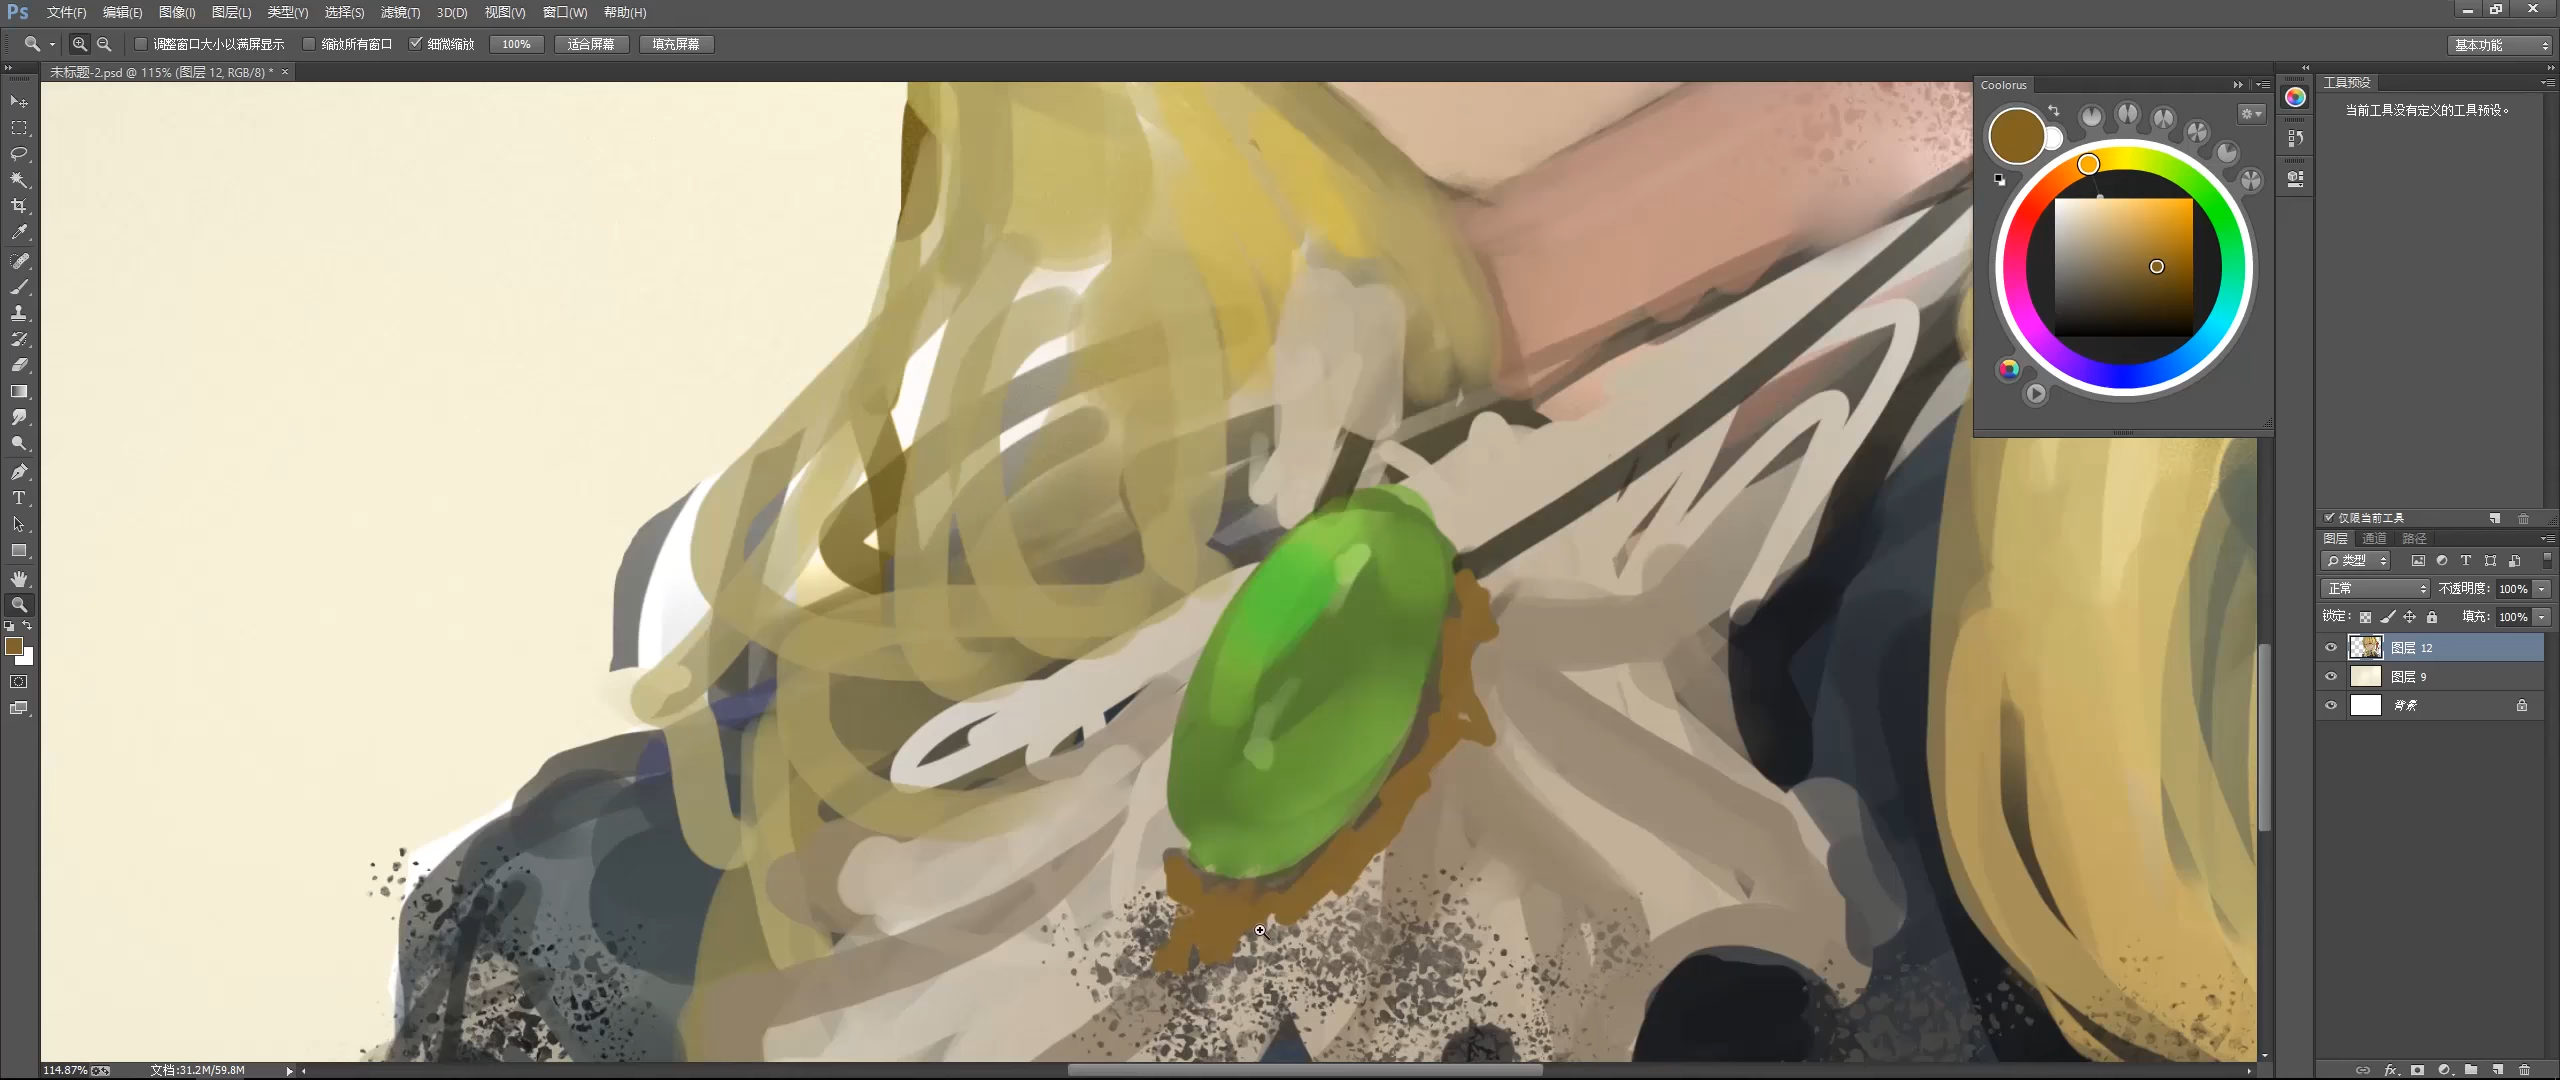 Ps 文件(F) 编辑(E) 图像(I) 图层(L) 类型(Y) 选择(S) 滤镜(T) 3D(D) 视图(V) 窗口(W) 帮助(H)
调整窗口大小以满屏显示 缩放所有窗口 细微缩放 100% 适合屏幕 填充屏幕 基本功能
未标题-2.psd @ 115% (图层 12, RGB/8) * ×
Coolorus
工具预设
当前工具没有定义的工具预设。
仅限当前工具
图层 通道 路径
类型
正常 不透明度: 100%
锁定: 填充: 100%
图层 12
图层 9
背景
114.87% 文档:31.2M/59.8M